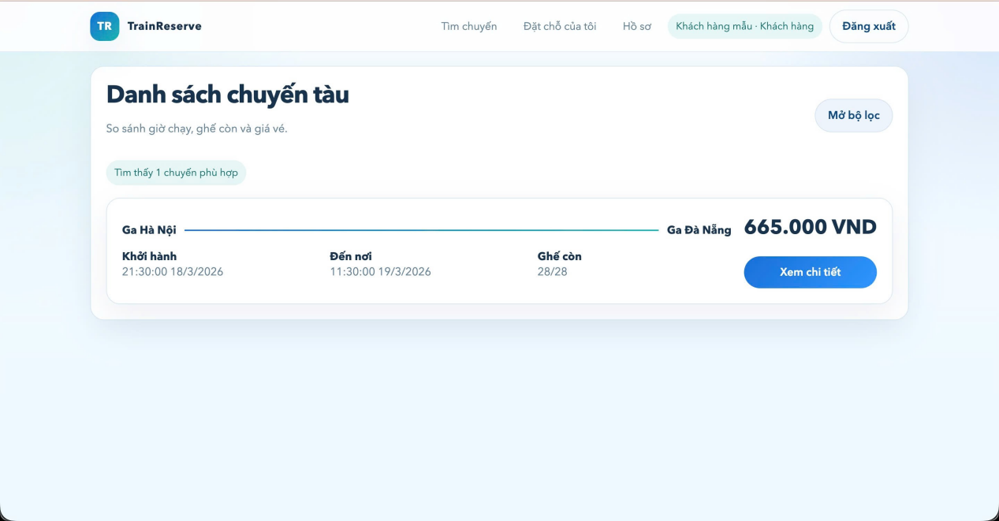 TR TrainReserve Tìm chuyến Đặt chỗ của tôi Hồ sơ Khách hàng mẫu · Khách hàng Đăng xuất
Danh sách chuyến tàu
Mở bộ lọc
So sánh giờ chạy, ghế còn và giá vé.
Tìm thấy 1 chuyến phù hợp
Ga Hà Nội Ga Đà Nẵng 665.000 VND
Khởi hành Đến nơi Ghế còn
21:30:00 18/3/2026 11:30:00 19/3/2026 28/28
Xem chi tiết